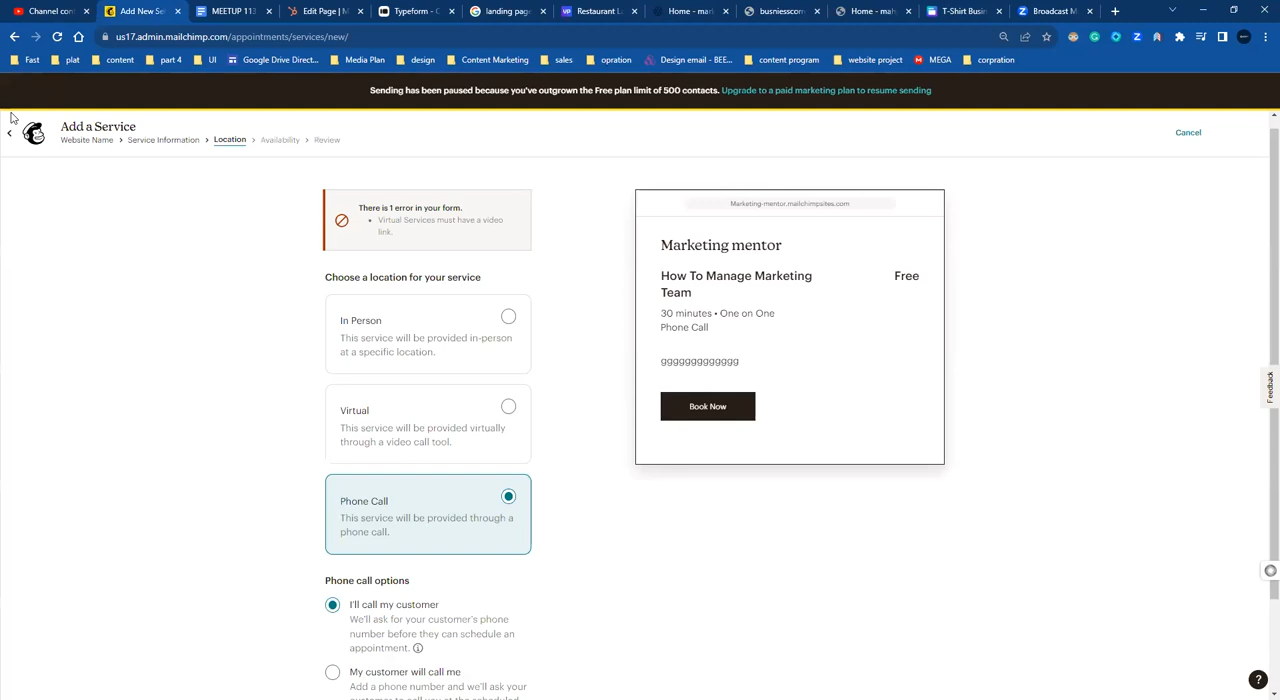 Channel cont
Add New Ser
MEETUP 113
Edit Page | M
Typeform - C
landing page
Restaurant L
Home - mar
busniesscom
Home - mah
T-Shirt Busin
Broadcast M
us17.admin.mailchimp.com/appointments/services/new/
Fast
plat
content
part 4
UI
Google Drive Direct...
Media Plan
design
Content Marketing
sales
opration
Design email - BEE...
content program
website project
MEGA
corpration
Sending has been paused because you've outgrown the Free plan limit of 500 contacts. Upgrade to a paid marketing plan to resume sending
Add a Service
Website Name > Service Information > Location > Availability > Review
Cancel
There is 1 error in your form.
• Virtual Services must have a video
link.
Choose a location for your service
In Person
This service will be provided in-person
at a specific location.
Virtual
This service will be provided virtually
through a video call tool.
Phone Call
This service will be provided through a
phone call.
Phone call options
I'll call my customer
We'll ask for your customer's phone
number before they can schedule an
appointment.
My customer will call me
Add a phone number and we'll ask your
Marketing-mentor.mailchimpsites.com
Marketing mentor
How To Manage Marketing
Team
Free
30 minutes • One on One
Phone Call
ggggggggggggg
Book Now
Feedback
?